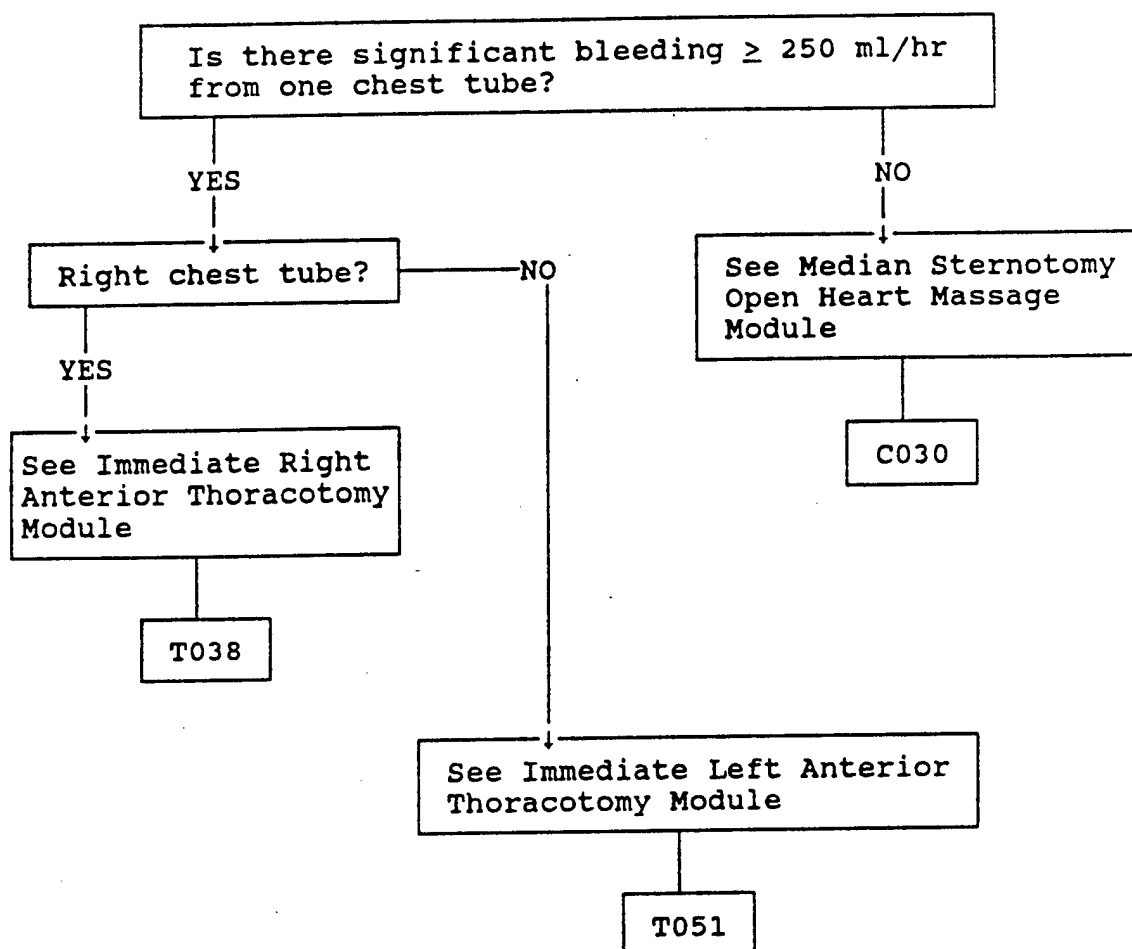 Is there significant bleeding ≥ 250 ml/hr
from one chest tube?
YES
NO
Right chest tube?
NO
See Median Sternotomy
Open Heart Massage
Module
YES
C030
See Immediate Right
Anterior Thoracotomy
Module
T038
See Immediate Left Anterior
Thoracotomy Module
T051